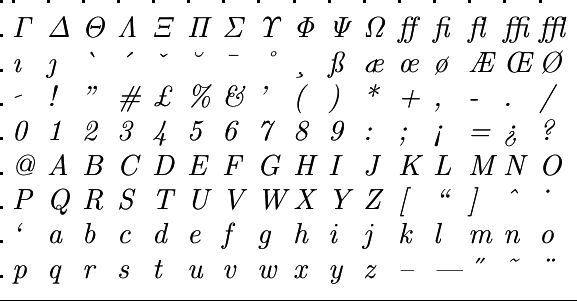 Γ Δ Θ Λ Ξ Π Σ Υ Φ Ψ Ω ff fi fl ffi ffl
ı ȷ ` ´ ˇ ˘ ¯ ˚ ¸ ß æ œ ø Æ Œ Ø
- ! ” # £ % & ’ ( ) * + , - . /
0 1 2 3 4 5 6 7 8 9 : ; ¡ = ¿ ?
@ A B C D E F G H I J K L M N O
P Q R S T U V W X Y Z [ “ ] ˆ ˙
‘ a b c d e f g h i j k l m n o
p q r s t u v w x y z – — ˝ ˜ ¨